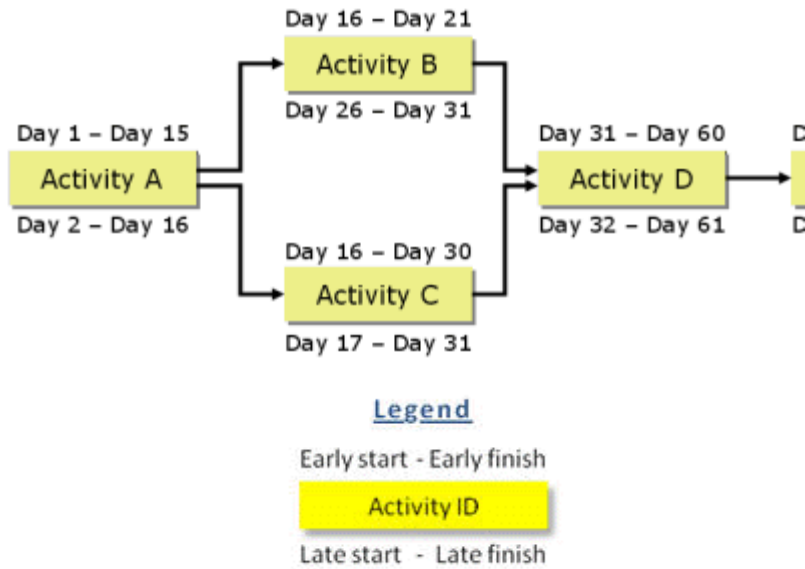 Day 16 – Day 21
Activity B
Day 26 – Day 31
Day 1 – Day 15
Activity A
Day 2 – Day 16
Day 31 – Day 60
Activity D
Day 32 – Day 61
D
D
Day 16 – Day 30
Activity C
Day 17 – Day 31
Legend
Early start - Early finish
Activity ID
Late start - Late finish